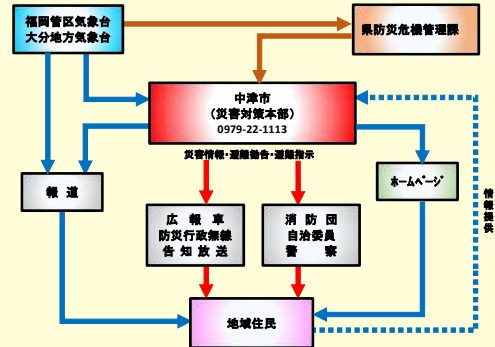 福岡管区気象台
大分地方気象台
県防災危機管理課
中津市
(災害対策本部)
0979-22-1113
災害情報・避難勧告・避難指示
報道
ホームページ
広報車
防災行政無線
告知放送
消防団
自治委員
警察
情報提供
地域住民